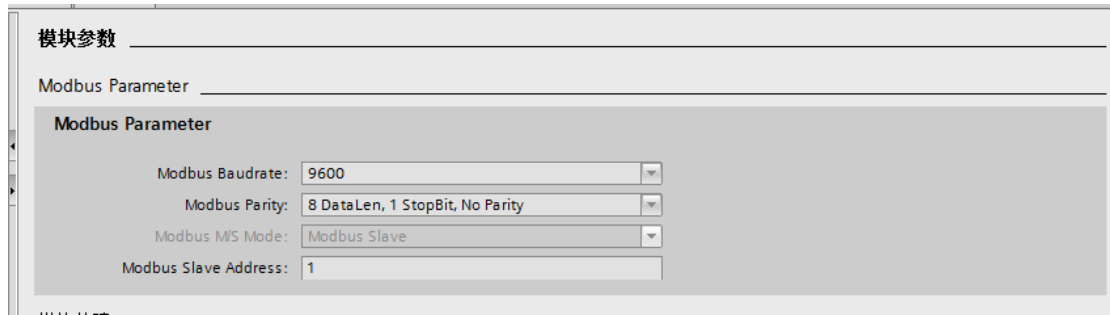 模块参数
Modbus Parameter
Modbus Parameter
Modbus Baudrate: 9600
Modbus Parity: 8 DataLen, 1 StopBit, No Parity
Modbus M/S Mode: Modbus Slave
Modbus Slave Address: 1